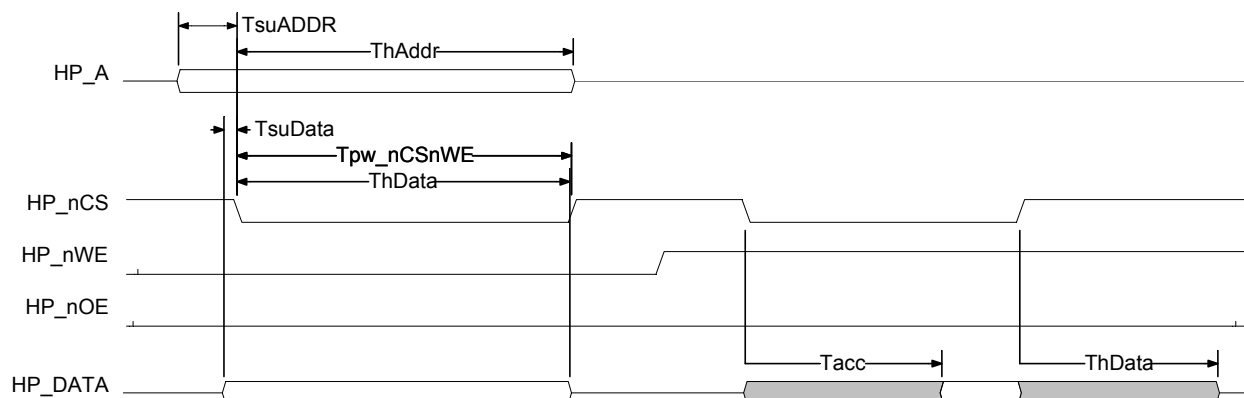 TsuADDR
ThAddr
HP_A
TsuData
Tpw_nCSnWE
ThData
HP_nCS
HP_nWE
HP_nOE
Tacc
ThData
HP_DATA